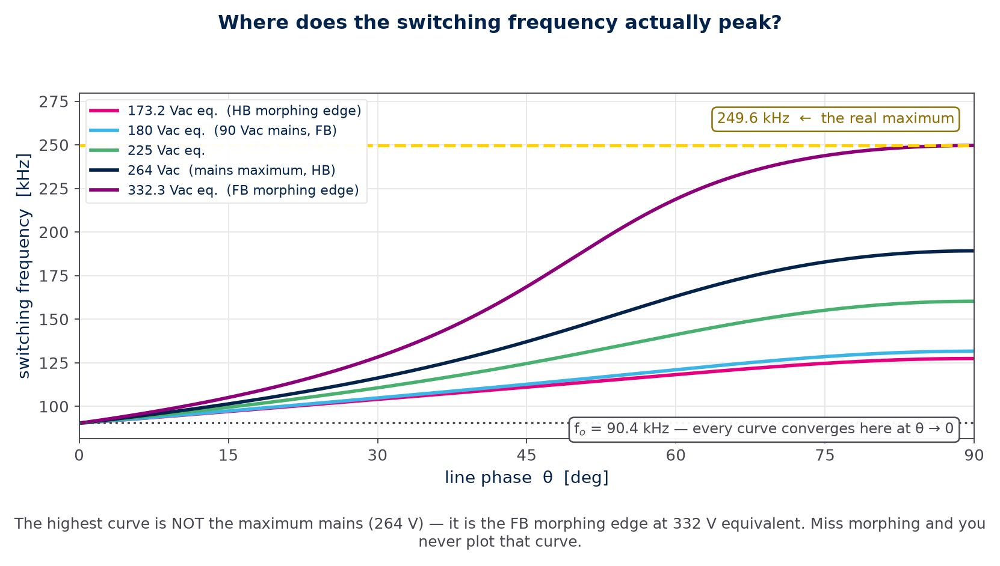 Where does the switching frequency actually peak?
275
250
225
200
175
150
125
100
switching frequency [kHz]
173.2 Vac eq. (HB morphing edge)
180 Vac eq. (90 Vac mains, FB)
225 Vac eq.
264 Vac (mains maximum, HB)
332.3 Vac eq. (FB morphing edge)
249.6 kHz ← the real maximum
fₒ = 90.4 kHz — every curve converges here at θ → 0
0 15 30 45 60 75 90
line phase θ [deg]
The highest curve is NOT the maximum mains (264 V) — it is the FB morphing edge at 332 V equivalent. Miss morphing and you
never plot that curve.